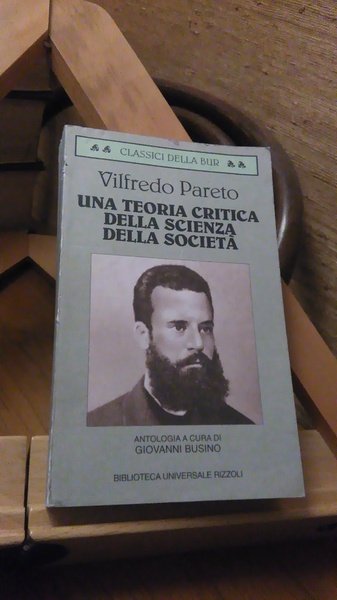 CLASSICI DELLA BUR
Vilfredo Pareto
UNA TEORIA CRITICA
DELLA SCIENZA
DELLA SOCIETÀ
ANTOLOGIA A CURA DI
GIOVANNI BUSINO
BIBLIOTECA UNIVERSALE RIZZOLI